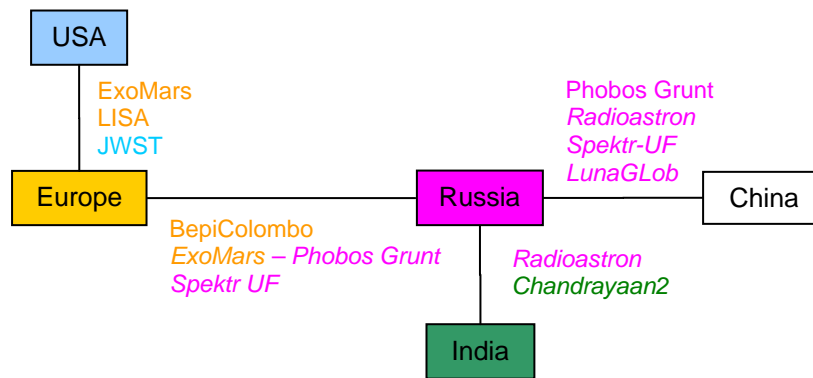 USA
ExoMars
LISA
JWST
Phobos Grunt
Radioastron
Spektr-UF
LunaGLob
Europe
Russia
China
BepiColombo
ExoMars – Phobos Grunt
Spektr UF
Radioastron
Chandrayaan2
India